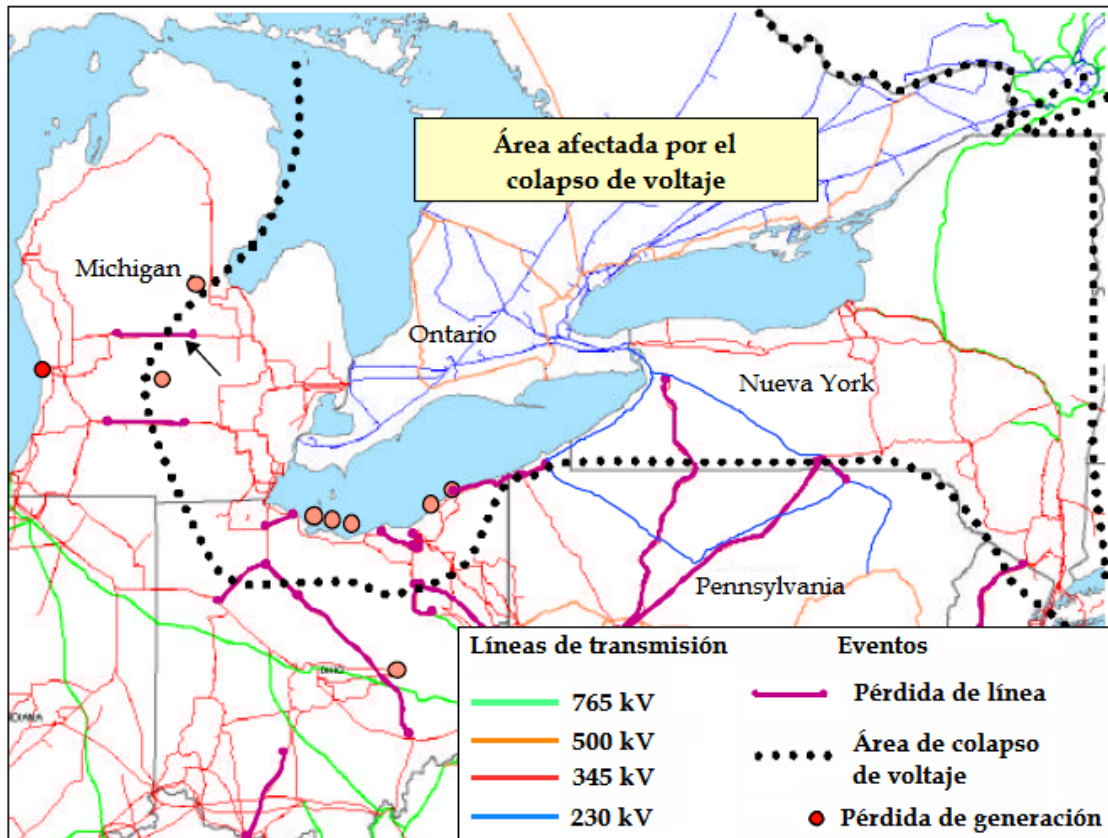 Área afectada por el
colapso de voltaje
Michigan
Ontario
Nueva York
Pennsylvania
OHIO
Líneas de transmisión
765 kV
500 kV
345 kV
230 kV
Eventos
Pérdida de línea
Área de colapso
de voltaje
Pérdida de generación